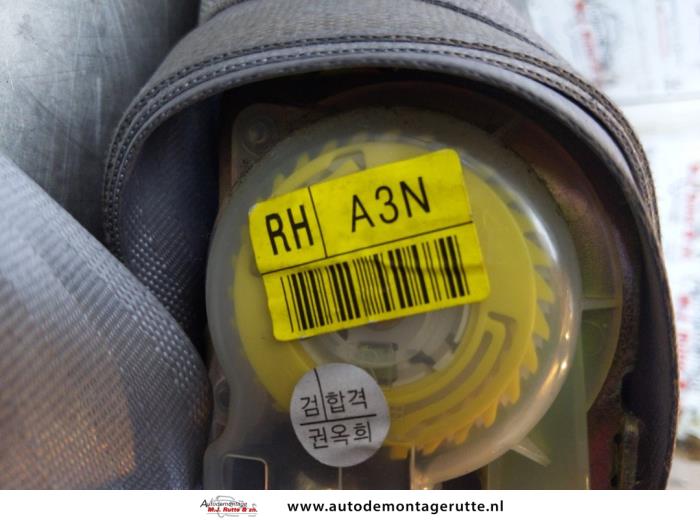 RH A3N
검 합격
권옥희
Autodemontage
M.J. Rutte & zn.
www.autodemontagerutte.nl